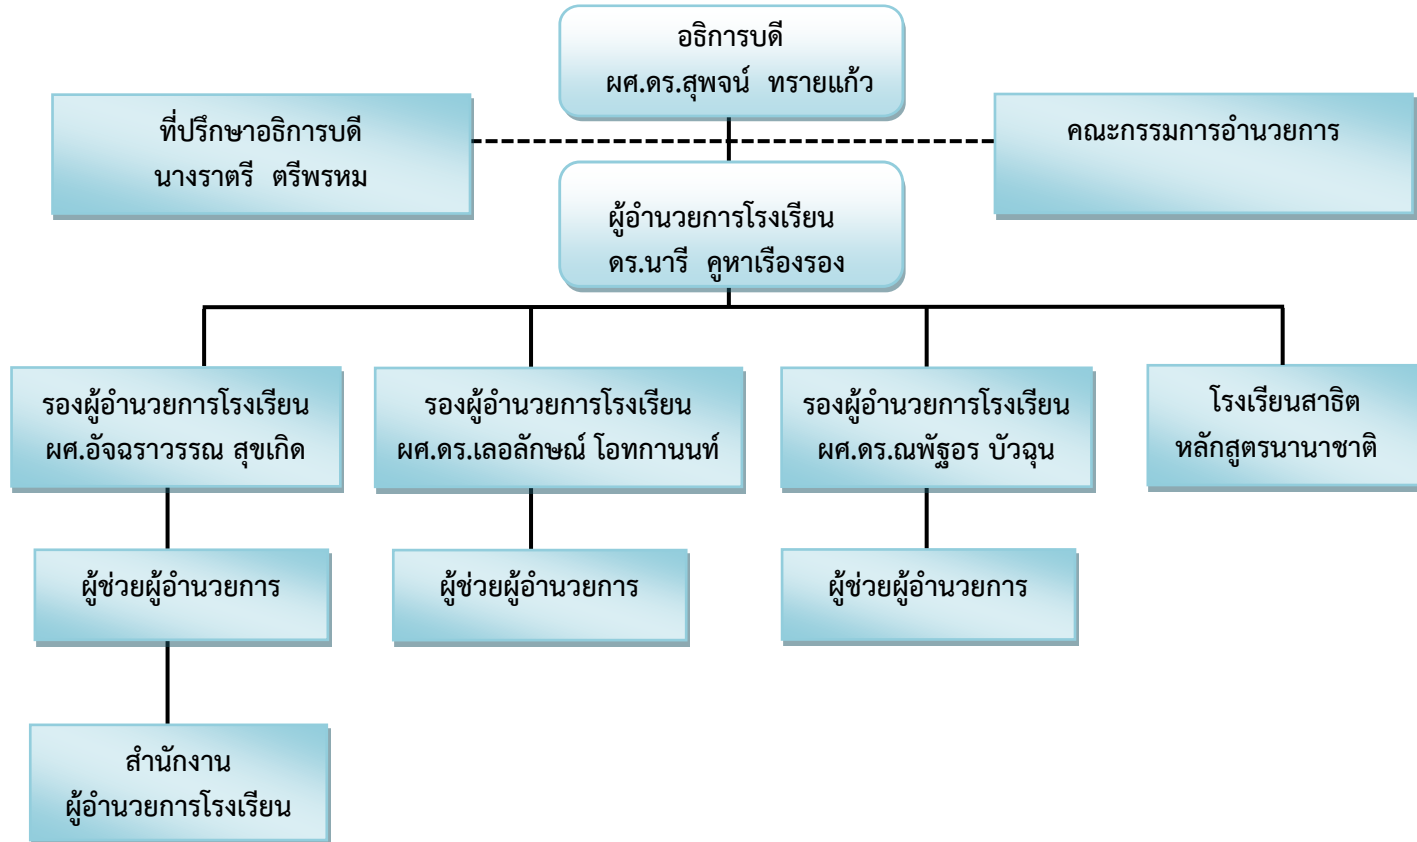 อธิการบดี
ผศ.ดร.สุพจน์ ทรายแก้ว
ที่ปรึกษาอธิการบดี
นางราตรี ตรีพรหม
คณะกรรมการอำนวยการ
ผู้อำนวยการโรงเรียน
ดร.นารี คูหาเรืองรอง
รองผู้อำนวยการโรงเรียน
ผศ.อัจฉราวรรณ สุขเกิด
รองผู้อำนวยการโรงเรียน
ผศ.ดร.เลอลักษณ์ โอทกานนท์
รองผู้อำนวยการโรงเรียน
ผศ.ดร.ณพัฐอร บัวฉุน
โรงเรียนสาธิต
หลักสูตรนานาชาติ
ผู้ช่วยผู้อำนวยการ
ผู้ช่วยผู้อำนวยการ
ผู้ช่วยผู้อำนวยการ
สำนักงาน
ผู้อำนวยการโรงเรียน